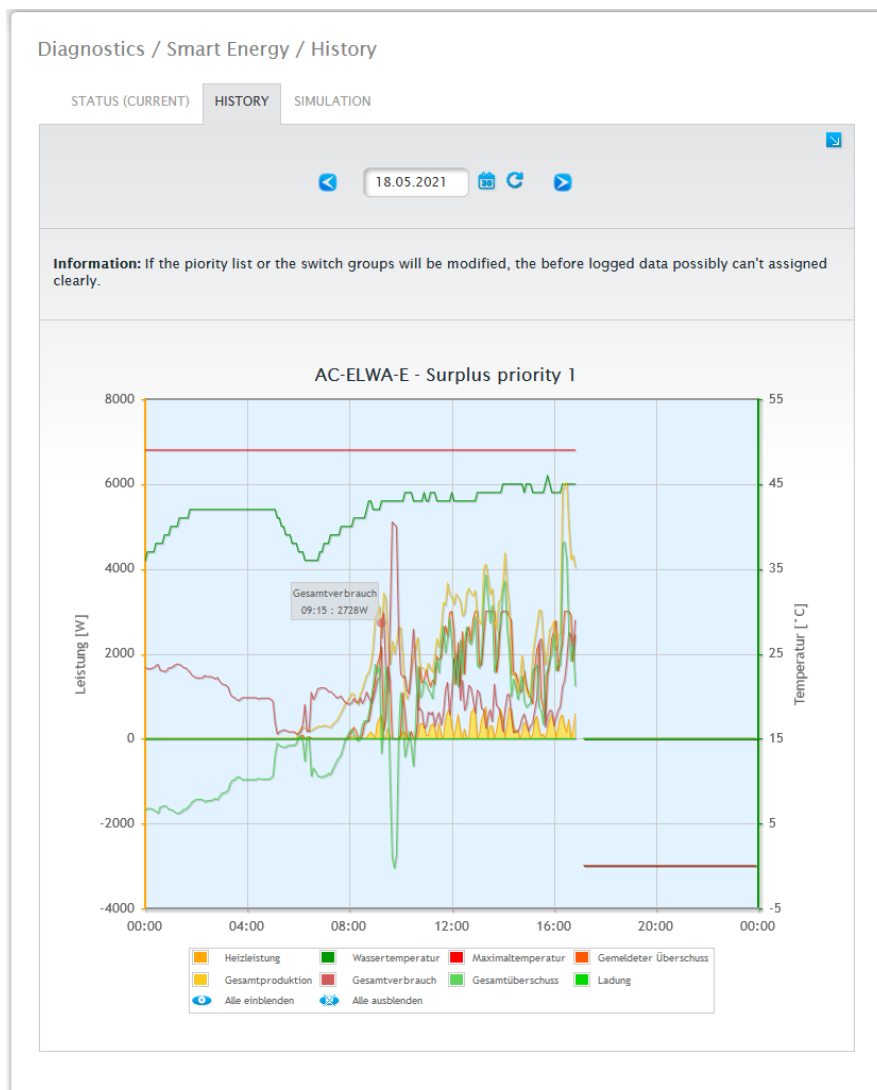 Diagnostics / Smart Energy / History
STATUS (CURRENT) HISTORY SIMULATION
18.05.2021 30
Information: If the piority list or the switch groups will be modified, the before logged data possibly can't assigned
clearly.
AC-ELWA-E - Surplus priority 1
8000 55
6000 45
4000 35
Gesamtverbrauch
09:15 : 2728W
Leistung [W]
Temperatur [°C]
2000 25
0 15
-2000 5
-4000 -5
00:00 04:00 08:00 12:00 16:00 20:00 00:00
Heizleistung Wassertemperatur Maximaltemperatur Gemeldeter Überschuss
Gesamtproduktion Gesamtverbrauch Gesamtüberschuss Ladung
Alle einblenden Alle ausblenden